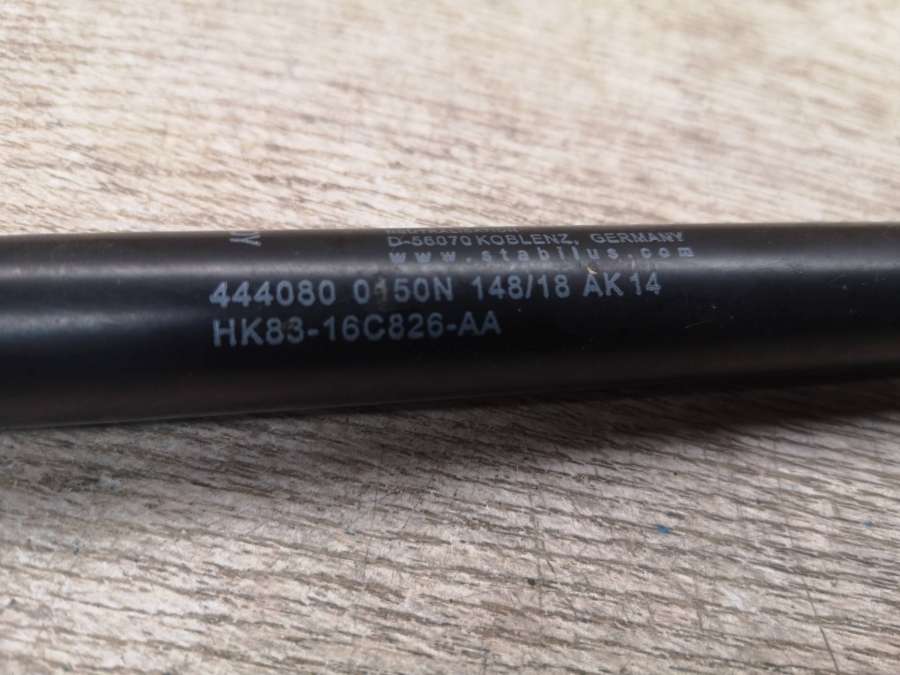 D-56070 KOBLENZ, GERMANY
www.stabilus.com
444080 0150N 148/18 AK14
HK83-16C826-AA